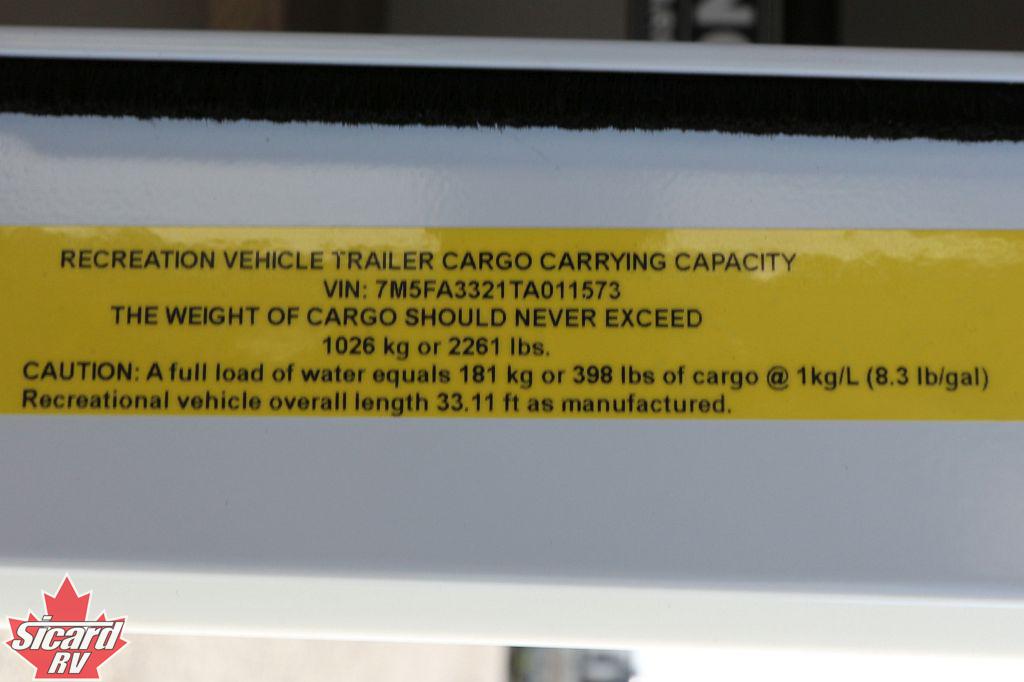 ON
RECREATION VEHICLE TRAILER CARGO CARRYING CAPACITY
VIN: 7M5FA3321TA011573
THE WEIGHT OF CARGO SHOULD NEVER EXCEED
1026 kg or 2261 lbs.
CAUTION: A full load of water equals 181 kg or 398 lbs of cargo @ 1kg/L (8.3 lb/gal)
Recreational vehicle overall length 33.11 ft as manufactured.
Sicard
RV